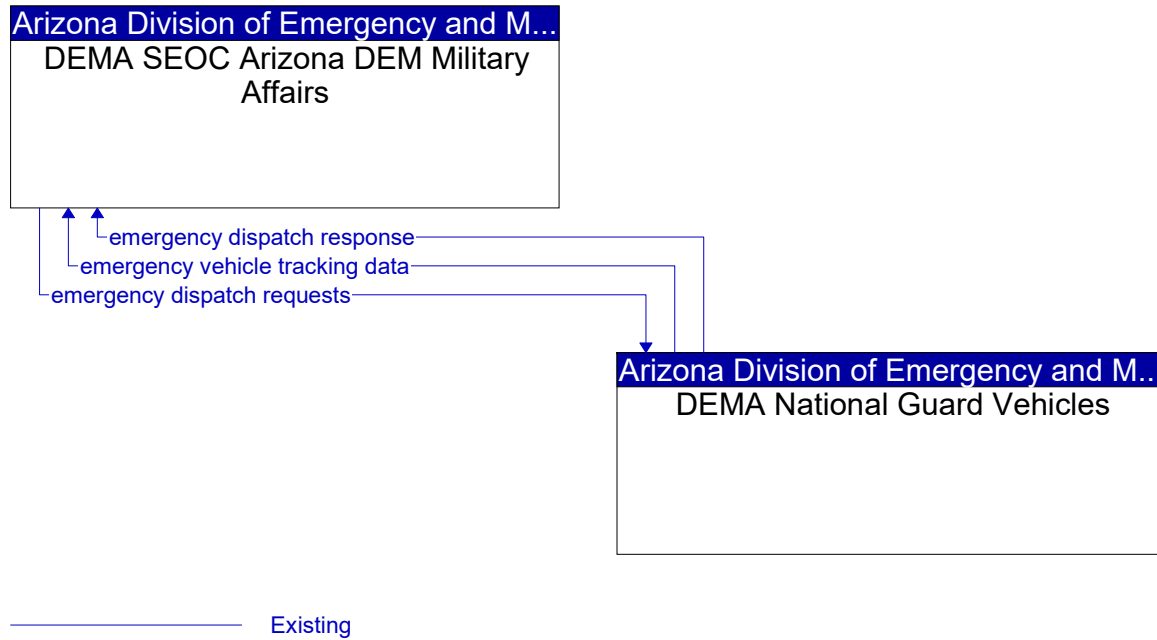 Arizona Division of Emergency and M...
DEMA SEOC Arizona DEM Military
Affairs
emergency dispatch response
emergency vehicle tracking data
emergency dispatch requests
Arizona Division of Emergency and M...
DEMA National Guard Vehicles
Existing